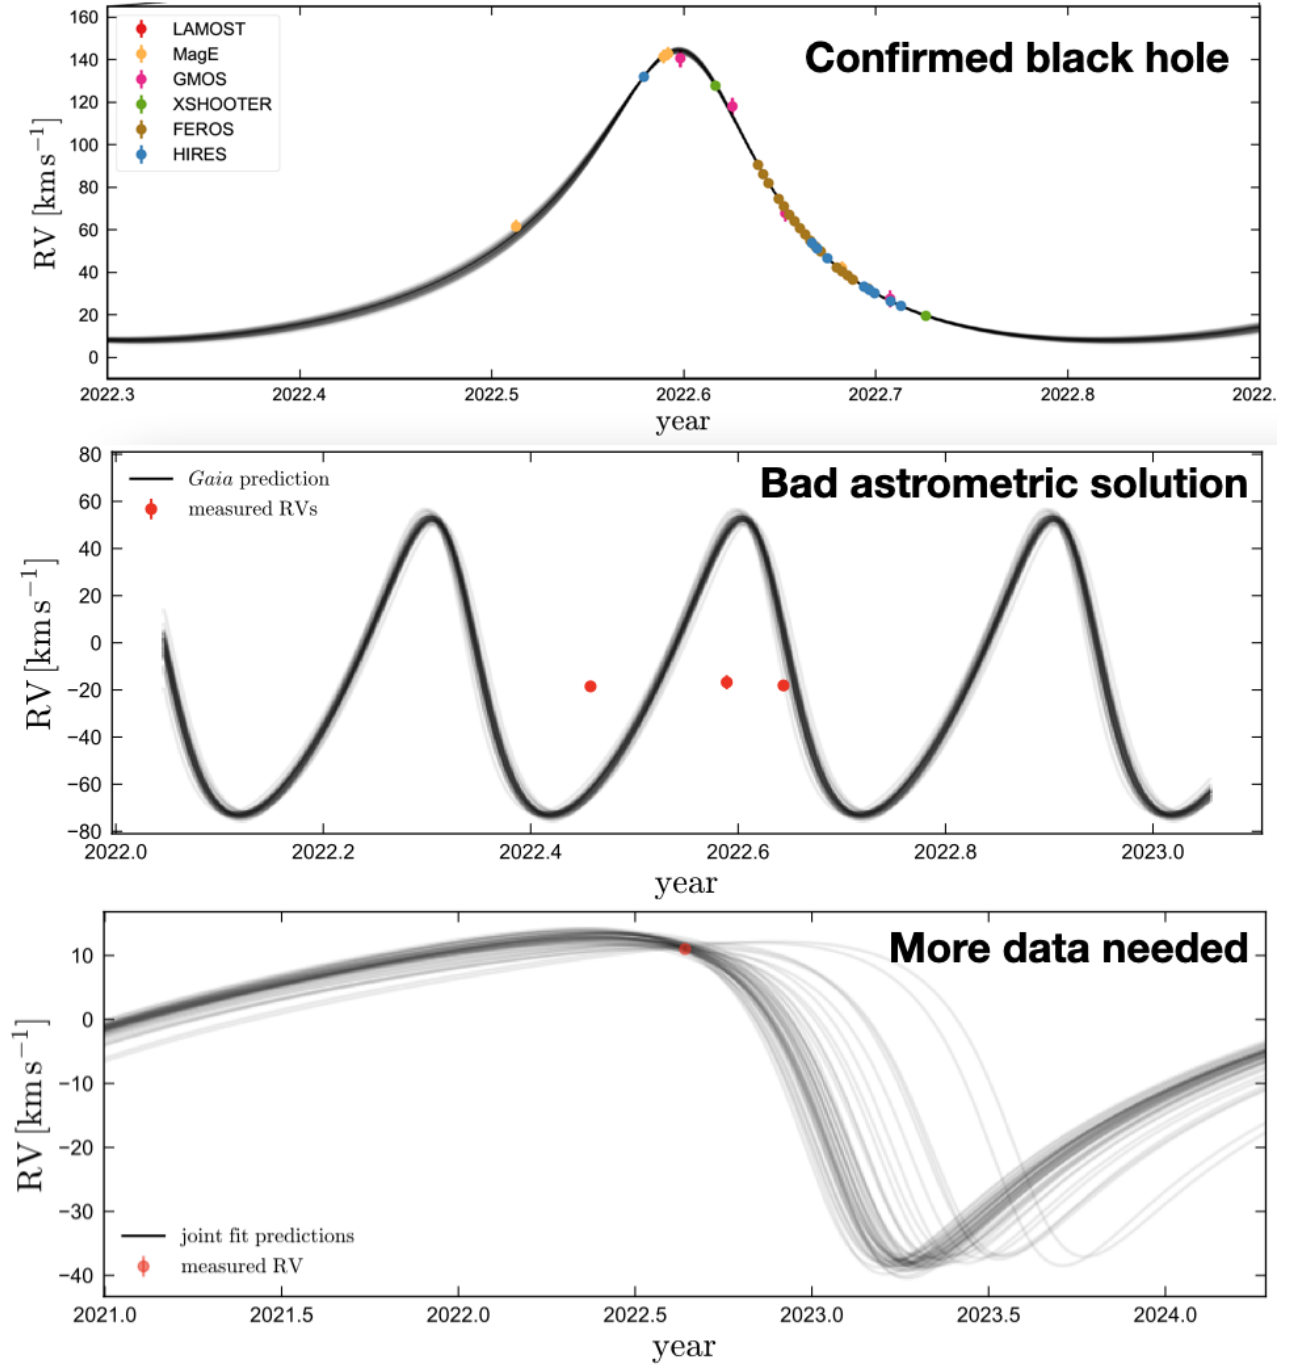 160
140
120
100
80
60
40
20
0
RV [km s⁻¹]
LAMOST
MagE
GMOS
XSHOOTER
FEROS
HIRES
Confirmed black hole
2022.3 2022.4 2022.5 2022.6 2022.7 2022.8 2022.
year
80
60
40
20
0
−20
−40
−60
−80
RV [km s⁻¹]
Gaia prediction
measured RVs
Bad astrometric solution
2022.0 2022.2 2022.4 2022.6 2022.8 2023.0
year
10
0
−10
−20
−30
−40
RV [km s⁻¹]
More data needed
joint fit predictions
measured RV
2021.0 2021.5 2022.0 2022.5 2023.0 2023.5 2024.0
year